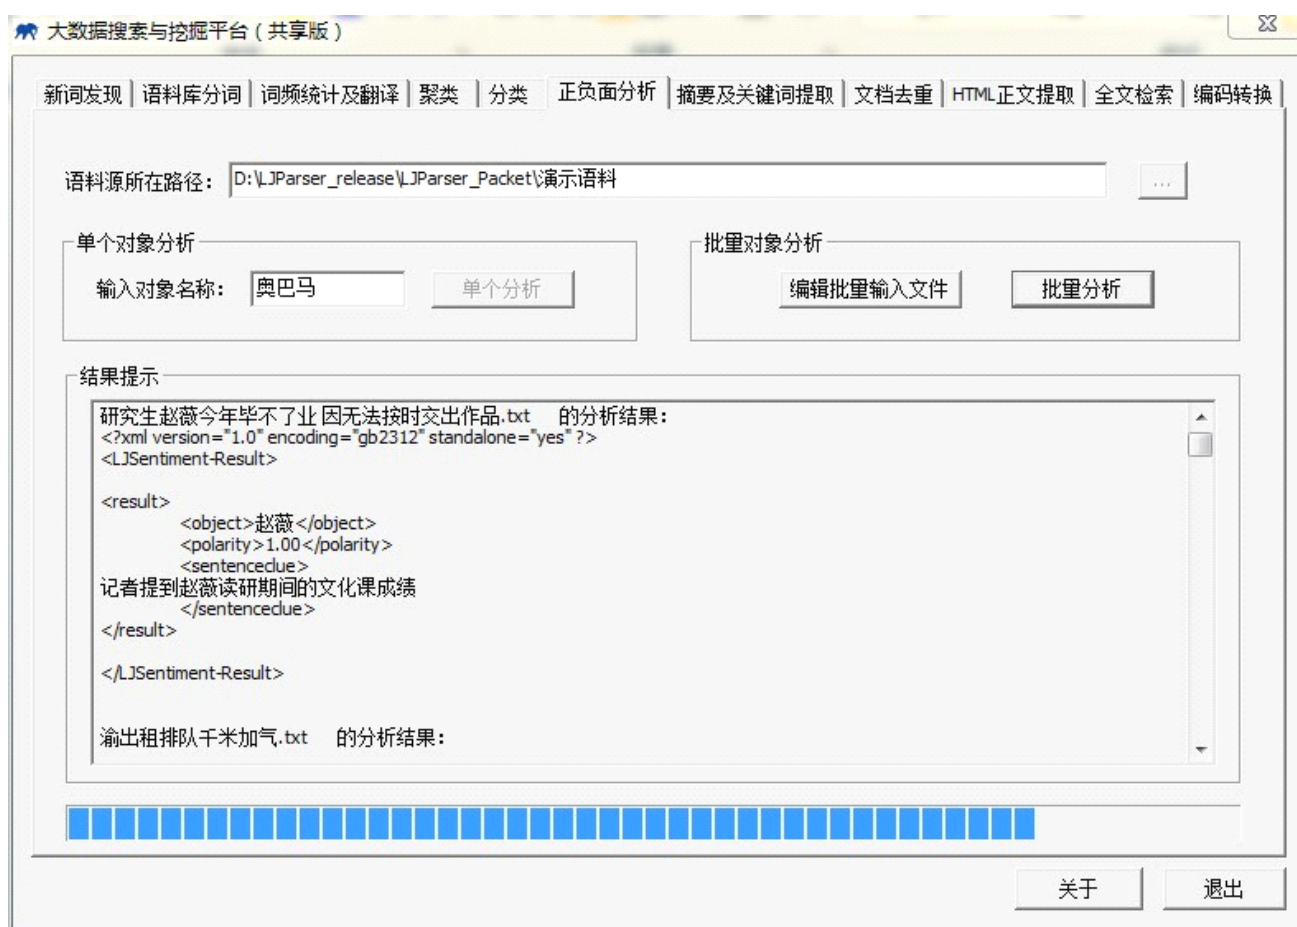 大数据搜索与挖掘平台（共享版）
新词发现 语料库分词 词频统计及翻译 聚类 分类 正负面分析 摘要及关键词提取 文档去重 HTML正文提取 全文检索 编码转换
语料源所在路径： D:\LJParser_release\LJParser_Packet\演示语料 ...
单个对象分析 批量对象分析
输入对象名称： 奥巴马 单个分析 编辑批量输入文件 批量分析
结果提示
研究生赵薇今年毕不了业 因无法按时交出作品.txt 的分析结果：
<?xml version="1.0" encoding="gb2312" standalone="yes" ?>
<LJSentiment-Result>
<result>
<object>赵薇</object>
<polarity>1.00</polarity>
<sentenceclue>
记者提到赵薇读研期间的文化课成绩
</sentenceclue>
</result>
</LJSentiment-Result>
渝出租排队千米加气.txt 的分析结果：
关于 退出